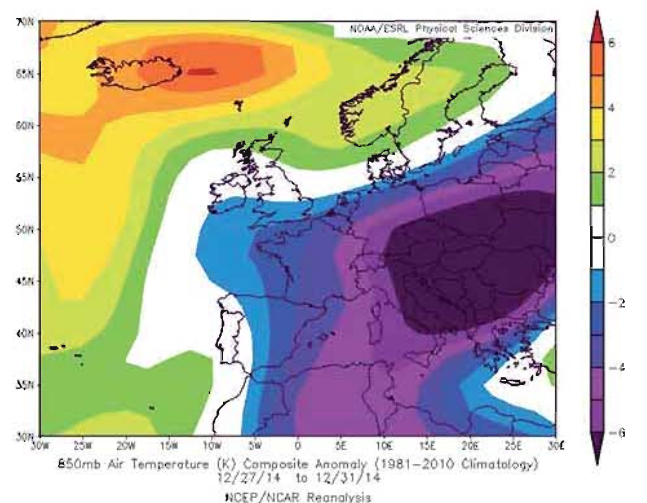 70N
NOAA/ESRL Physical Sciences Division
65N
60N
55N
50N
45N
40N
35N
30N
30W 25W 20W 15W 10W 5W 0 5E 10E 15E 20E 25E 30E
6
4
2
0
-2
-4
-6
850mb Air Temperature (K) Composite Anomaly (1981-2010 Climatology)
12/27/14 to 12/31/14
NCEP/NCAR Reanalysis